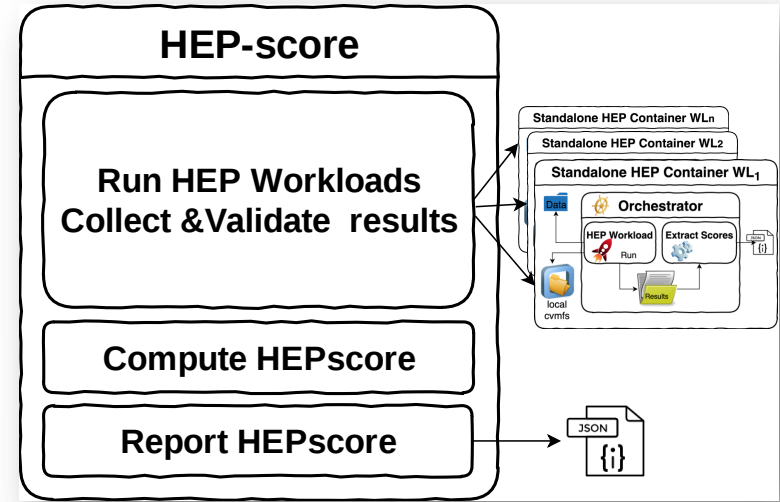 HEP-score
Run HEP Workloads
Collect &Validate results
Compute HEPscore
Report HEPscore
Standalone HEP Container WLn
Standalone HEP Container WL2
Standalone HEP Container WL1
Data
Orchestrator
HEP Workload
Run
Extract Scores
JSON
{i}
Results
local
cvmfs
JSON
{i}